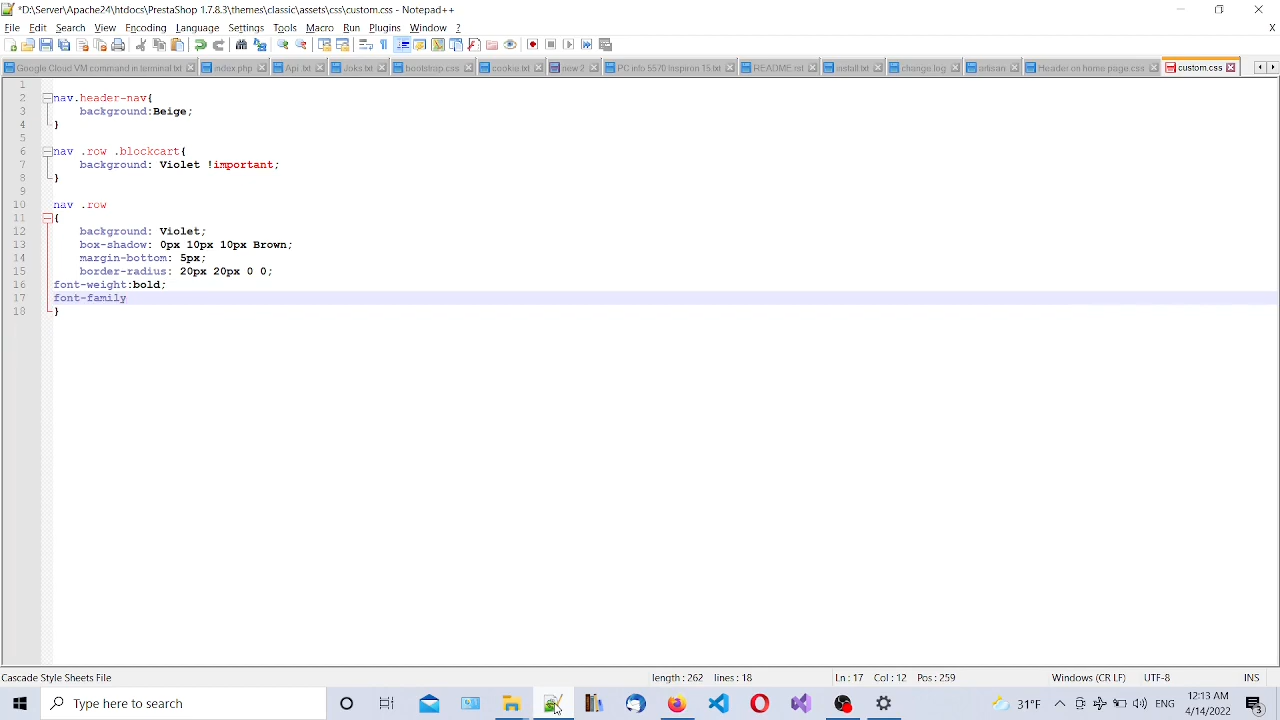 *D:\Server\Apache24\htdocs\PrestaShop 1.7.8.3\themes\classic\assets\css\custom.css - Notepad++
File Edit Search View Encoding Language Settings Tools Macro Run Plugins Window ? X
Google Cloud VM command in terminal.txt index.php Api .txt Joks.txt bootstrap.css cookie.txt new 2 PC info 5570 Inspiron 15.txt README.rst install.txt change log artisan Header on home page.css custom.css
1
2 nav.header-nav{
3 background:Beige;
4 }
5
6 nav .row .blockcart{
7 background: Violet !important;
8 }
9
10 nav .row
11 {
12 background: Violet;
13 box-shadow: 0px 10px 10px Brown;
14 margin-bottom: 5px;
15 border-radius: 20px 20px 0 0;
16 font-weight:bold;
17 font-family
18 }
Cascade Style Sheets File length : 262 lines : 18 Ln : 17 Col : 12 Pos : 259 Windows (CR LF) UTF-8 INS
Type here to search 31°F ENG 12:13 AM
4/14/2022 3